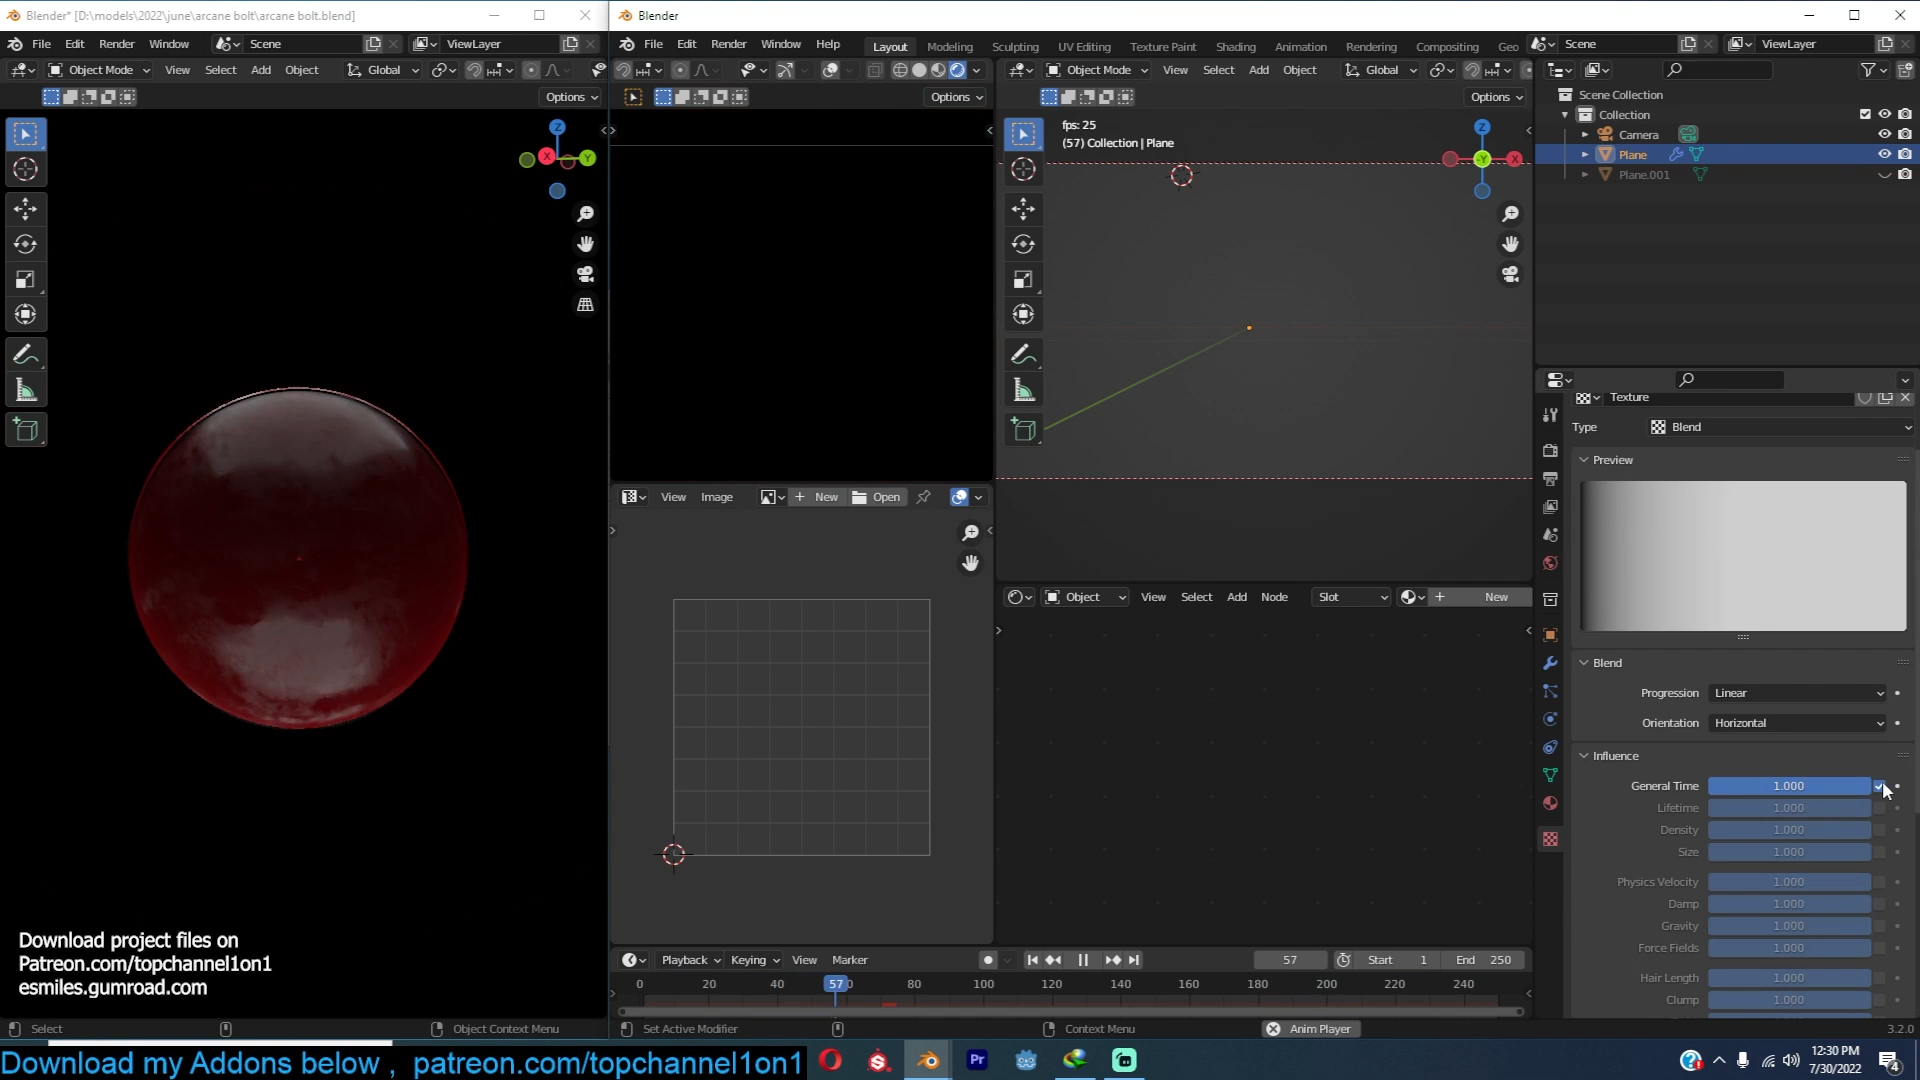 Blender* [D:\models\2022\june\arcane bolt\arcane bolt.blend]
Blender
File Edit Render Window Scene ViewLayer
File Edit Render Window Help Layout Modeling Sculpting UV Editing Texture Paint Shading Animation Rendering Compositing Geo Scene ViewLayer
Object Mode View Select Add Object Global
Object Mode View Select Add Object Global
Options
Options
Options
Scene Collection
Collection
Camera
Plane
Plane.001
fps: 25
(57) Collection | Plane
Z
X
Y
Z
-Y
X
Texture
Type Blend
Preview
Blend
Progression Linear
Orientation Horizontal
Influence
General Time 1.000
Lifetime 1.000
Density 1.000
Size 1.000
Physics Velocity 1.000
Damp 1.000
Gravity 1.000
Force Fields 1.000
Hair Length 1.000
Clump 1.000
View Image New Open
Object View Select Add Node Slot New
Download project files on
Patreon.com/topchannel1on1
esmiles.gumroad.com
Playback Keying View Marker 57 Start 1 End 250
0 20 40 57 80 100 120 140 160 180 200 220 240
Select Object Context Menu
Set Active Modifier Context Menu Anim Player 3.2.0
Download my Addons below , patreon.com/topchannel1on1
Pr
12:30 PM
7/30/2022
4